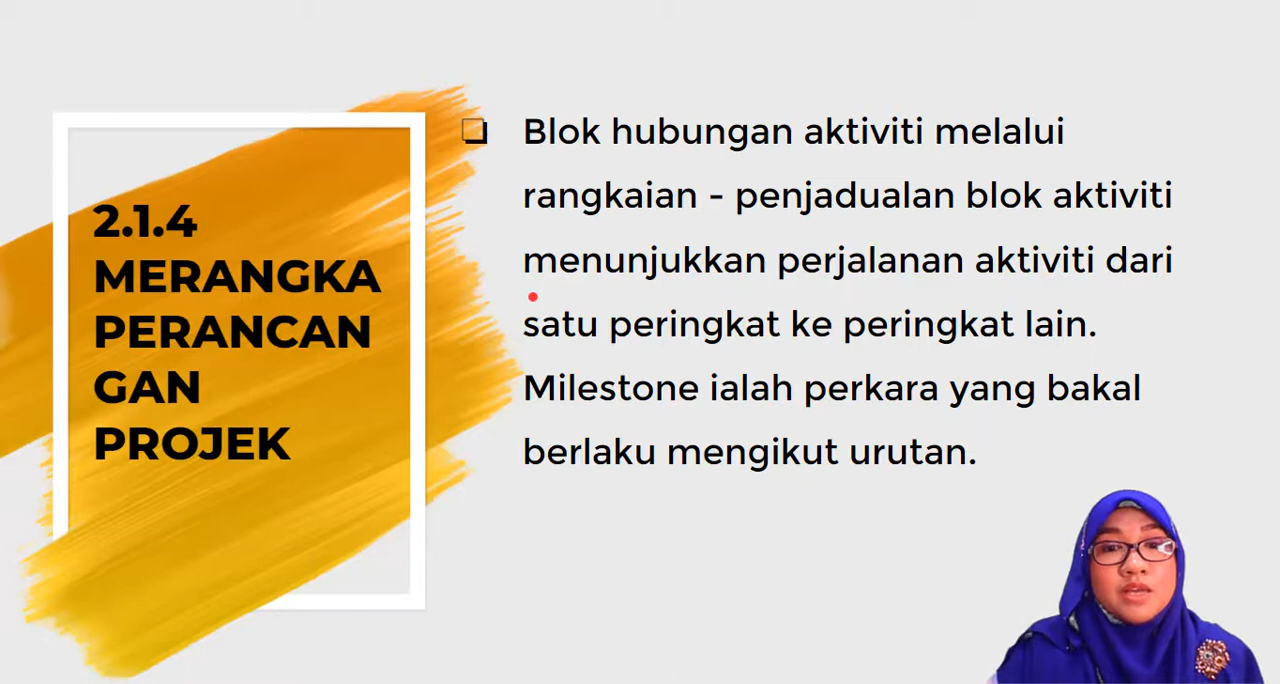 2.1.4
MERANGKA
PERANCAN
GAN
PROJEK
Blok hubungan aktiviti melalui
rangkaian - penjadualan blok aktiviti
menunjukkan perjalanan aktiviti dari
satu peringkat ke peringkat lain.
Milestone ialah perkara yang bakal
berlaku mengikut urutan.